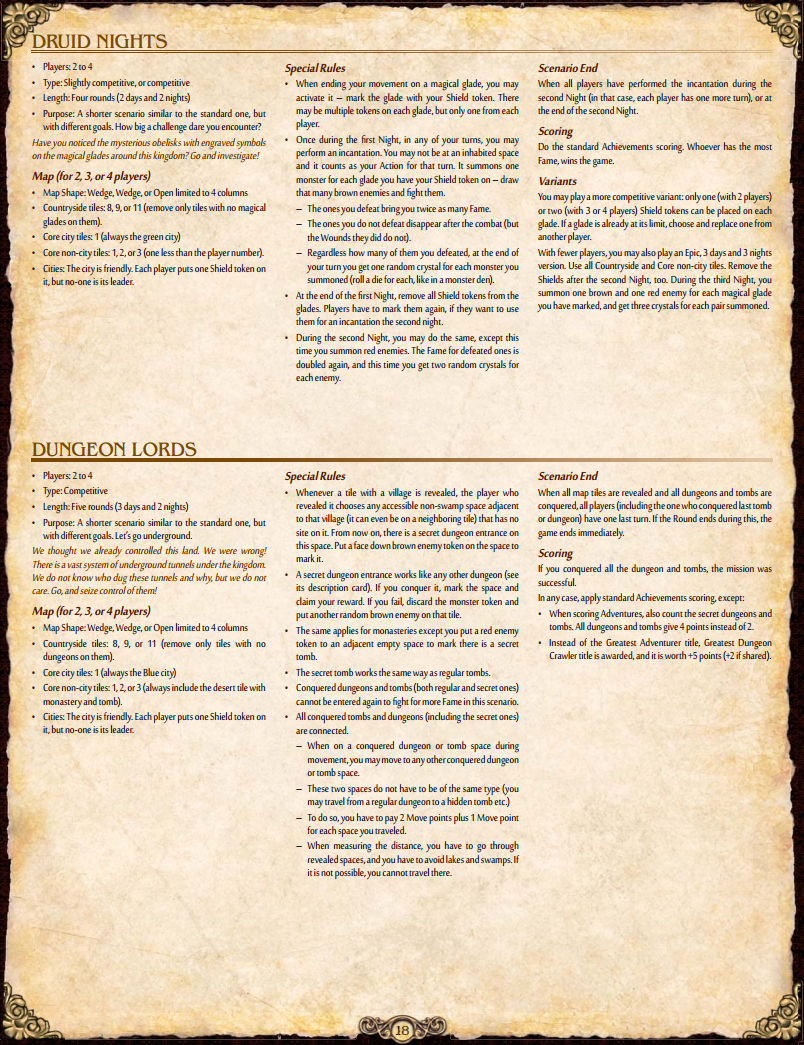 DRUID NIGHTS
• Players: 2 to 4
• Type: Slightly competitive, or competitive
• Length: Four rounds (2 days and 2 nights)
• Purpose: A shorter scenario similar to the standard one, but
with different goals. How big a challenge dare you encounter?
Have you noticed the mysterious obelisks with engraved symbols
on the magical glades around this kingdom? Go and investigate!
Map (for 2, 3, or 4 players)
• Map Shape: Wedge, Wedge, or Open limited to 4 columns
• Countryside tiles: 8, 9, or 11 (remove only tiles with no magical
glades on them).
• Core city tiles: 1 (always the green city)
• Core non-city tiles: 1, 2, or 3 (one less than the player number).
• Cities: The city is friendly. Each player puts one Shield token on
it, but no-one is its leader.
Special Rules
• When ending your movement on a magical glade, you may
activate it – mark the glade with your Shield token. There
may be multiple tokens on each glade, but only one from each
player.
• Once during the first Night, in any of your turns, you may
perform an incantation. You may not be at an inhabited space
and it counts as your Action for that turn. It summons one
monster for each glade you have your Shield token on – draw
that many brown enemies and fight them.
– The ones you defeat bring you twice as many Fame.
– The ones you do not defeat disappear after the combat (but
the Wounds they did do not).
– Regardless how many of them you defeated, at the end of
your turn you get one random crystal for each monster you
summoned (roll a die for each, like in a monster den).
• At the end of the first Night, remove all Shield tokens from the
glades. Players have to mark them again, if they want to use
them for an incantation the second night.
• During the second Night, you may do the same, except this
time you summon red enemies. The Fame for defeated ones is
doubled again, and this time you get two random crystals for
each enemy.
Scenario End
When all players have performed the incantation during the
second Night (in that case, each player has one more turn), or at
the end of the second Night.
Scoring
Do the standard Achievements scoring. Whoever has the most
Fame, wins the game.
Variants
You may play a more competitive variant: only one (with 2 players)
or two (with 3 or 4 players) Shield tokens can be placed on each
glade. If a glade is already at its limit, choose and replace one from
another player.
With fewer players, you may also play an Epic, 3 days and 3 nights
version. Use all Countryside and Core non-city tiles. Remove the
Shields after the second Night, too. During the third Night, you
summon one brown and one red enemy for each magical glade
you have marked, and get three crystals for each pair summoned.
DUNGEON LORDS
• Players: 2 to 4
• Type: Competitive
• Length: Five rounds (3 days and 2 nights)
• Purpose: A shorter scenario similar to the standard one, but
with different goals. Let's go underground.
We thought we already controlled this land. We were wrong!
There is a vast system of underground tunnels under the kingdom.
We do not know who dug these tunnels and why, but we do not
care. Go, and seize control of them!
Map (for 2, 3, or 4 players)
• Map Shape: Wedge, Wedge, or Open limited to 4 columns
• Countryside tiles: 8, 9, or 11 (remove only tiles with no
dungeons on them).
• Core city tiles: 1 (always the Blue city)
• Core non-city tiles: 1, 2, or 3 (always include the desert tile with
monastery and tomb).
• Cities: The city is friendly. Each player puts one Shield token on
it, but no-one is its leader.
Special Rules
• Whenever a tile with a village is revealed, the player who
revealed it chooses any accessible non-swamp space adjacent
to that village (it can even be on a neighboring tile) that has no
site on it. From now on, there is a secret dungeon entrance on
this space. Put a face down brown enemy token on the space to
mark it.
• A secret dungeon entrance works like any other dungeon (see
its description card). If you conquer it, mark the space and
claim your reward. If you fail, discard the monster token and
put another random brown enemy on that tile.
• The same applies for monasteries except you put a red enemy
token to an adjacent empty space to mark there is a secret
tomb.
• The secret tomb works the same way as regular tombs.
• Conquered dungeons and tombs (both regular and secret ones)
cannot be entered again to fight for more Fame in this scenario.
• All conquered tombs and dungeons (including the secret ones)
are connected.
– When on a conquered dungeon or tomb space during
movement, you may move to any other conquered dungeon
or tomb space.
– These two spaces do not have to be of the same type (you
may travel from a regular dungeon to a hidden tomb etc.)
– To do so, you have to pay 2 Move points plus 1 Move point
for each space you traveled.
– When measuring the distance, you have to go through
revealed spaces, and you have to avoid lakes and swamps. If
it is not possible, you cannot travel there.
Scenario End
When all map tiles are revealed and all dungeons and tombs are
conquered, all players (including the one who conquered last tomb
or dungeon) have one last turn. If the Round ends during this, the
game ends immediately.
Scoring
If you conquered all the dungeon and tombs, the mission was
successful.
In any case, apply standard Achievements scoring, except:
• When scoring Adventures, also count the secret dungeons and
tombs. All dungeons and tombs give 4 points instead of 2.
• Instead of the Greatest Adventurer title, Greatest Dungeon
Crawler title is awarded, and it is worth +5 points (+2 if shared).
18